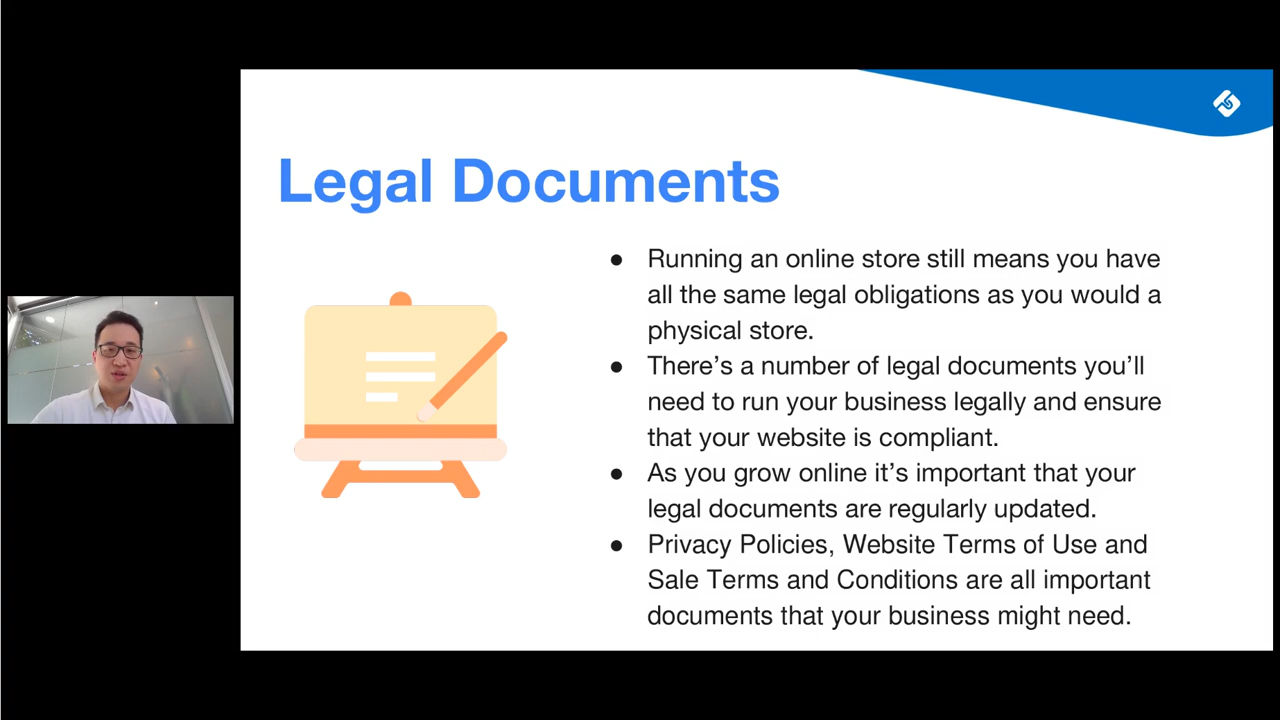 Legal Documents
● Running an online store still means you have
all the same legal obligations as you would a
physical store.
● There’s a number of legal documents you’ll
need to run your business legally and ensure
that your website is compliant.
● As you grow online it’s important that your
legal documents are regularly updated.
● Privacy Policies, Website Terms of Use and
Sale Terms and Conditions are all important
documents that your business might need.